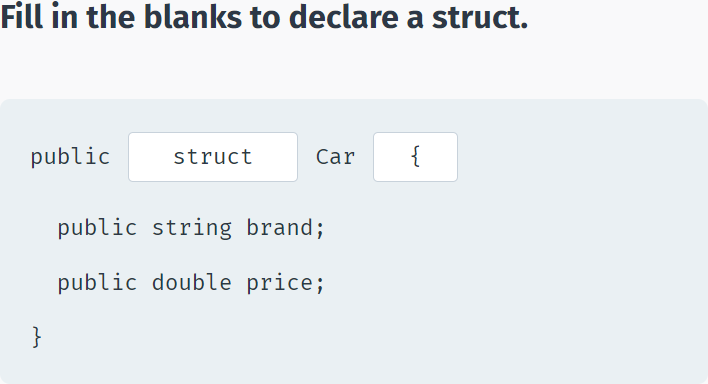 Fill in the blanks to declare a struct.
public struct Car {
public string brand;
public double price;
}